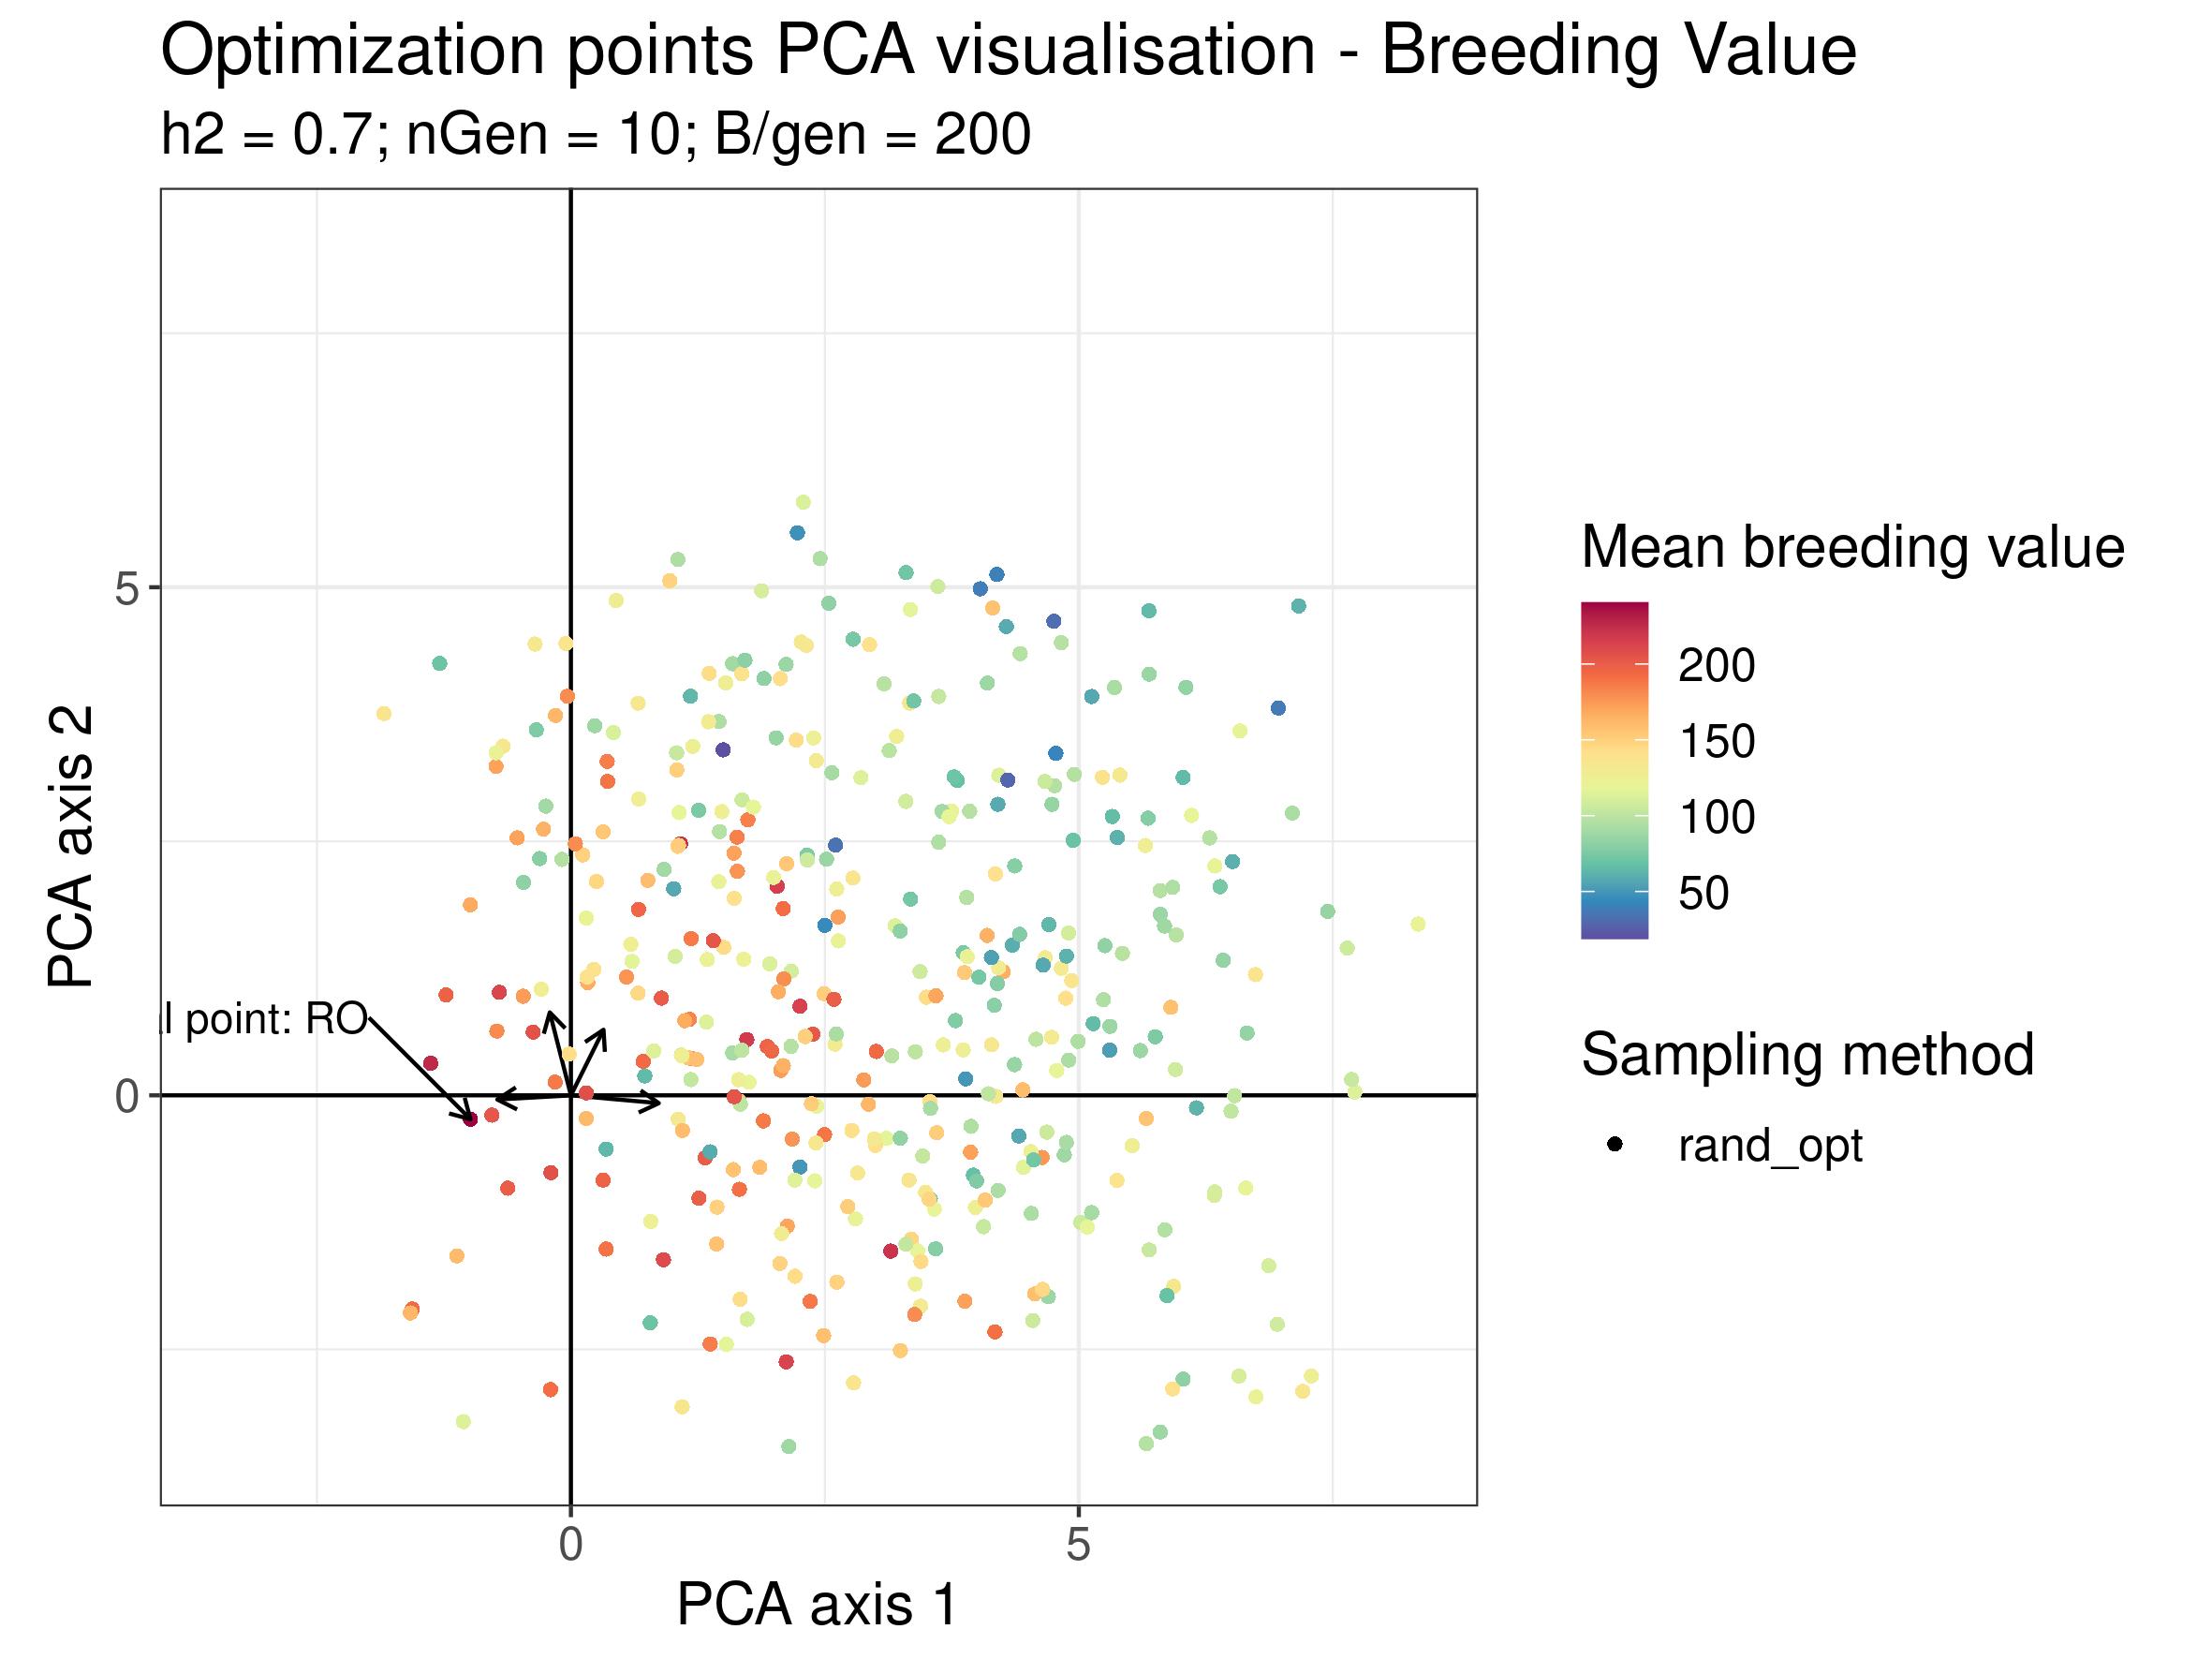 Optimization points PCA visualisation - Breeding Value
h2 = 0.7; nGen = 10; B/gen = 200
PCA axis 2
5
0
l point: RO
0
5
PCA axis 1
Mean breeding value
200
150
100
50
Sampling method
rand_opt